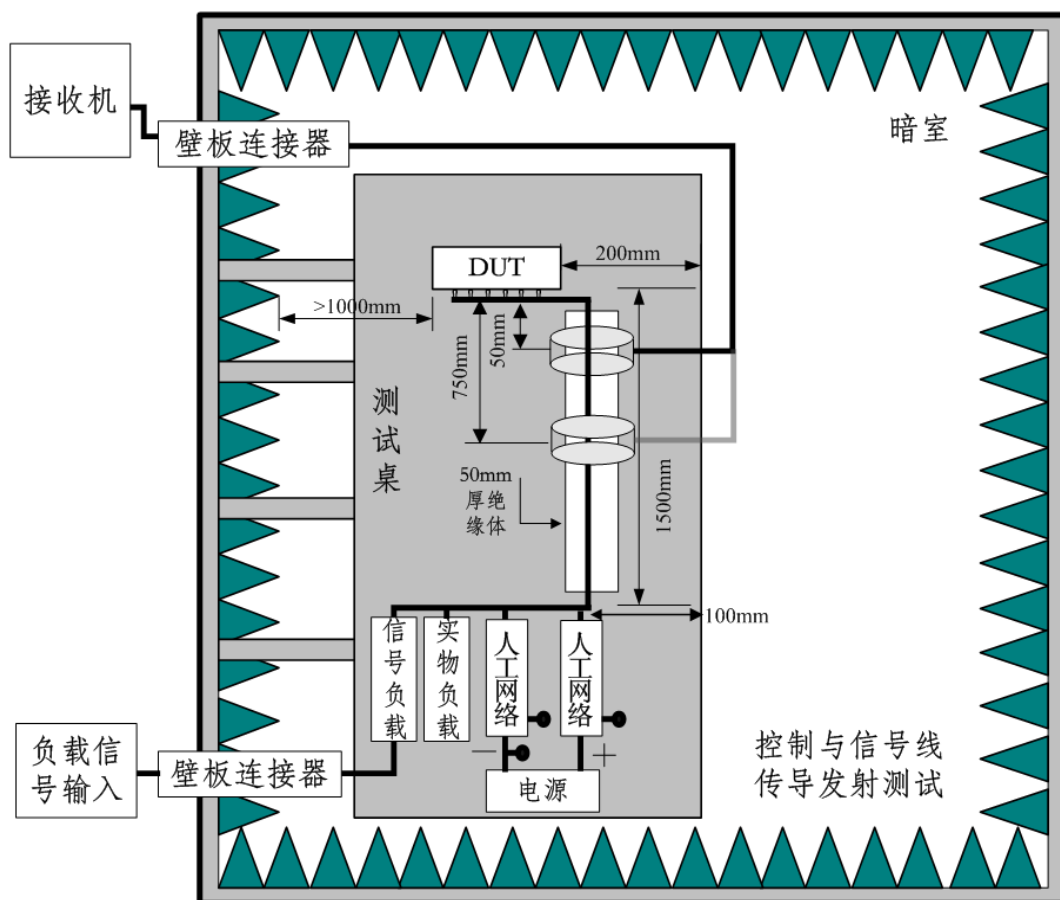 接收机
壁板连接器
暗室
DUT
200mm
>1000mm
50mm
750mm
测
试
桌
50mm
厚绝
缘体
1500mm
100mm
信
号
负
载
实
物
负
载
人
工
网
络
人
工
网
络
负载信
号输入
壁板连接器
－
＋
电源
控制与信号线
传导发射测试